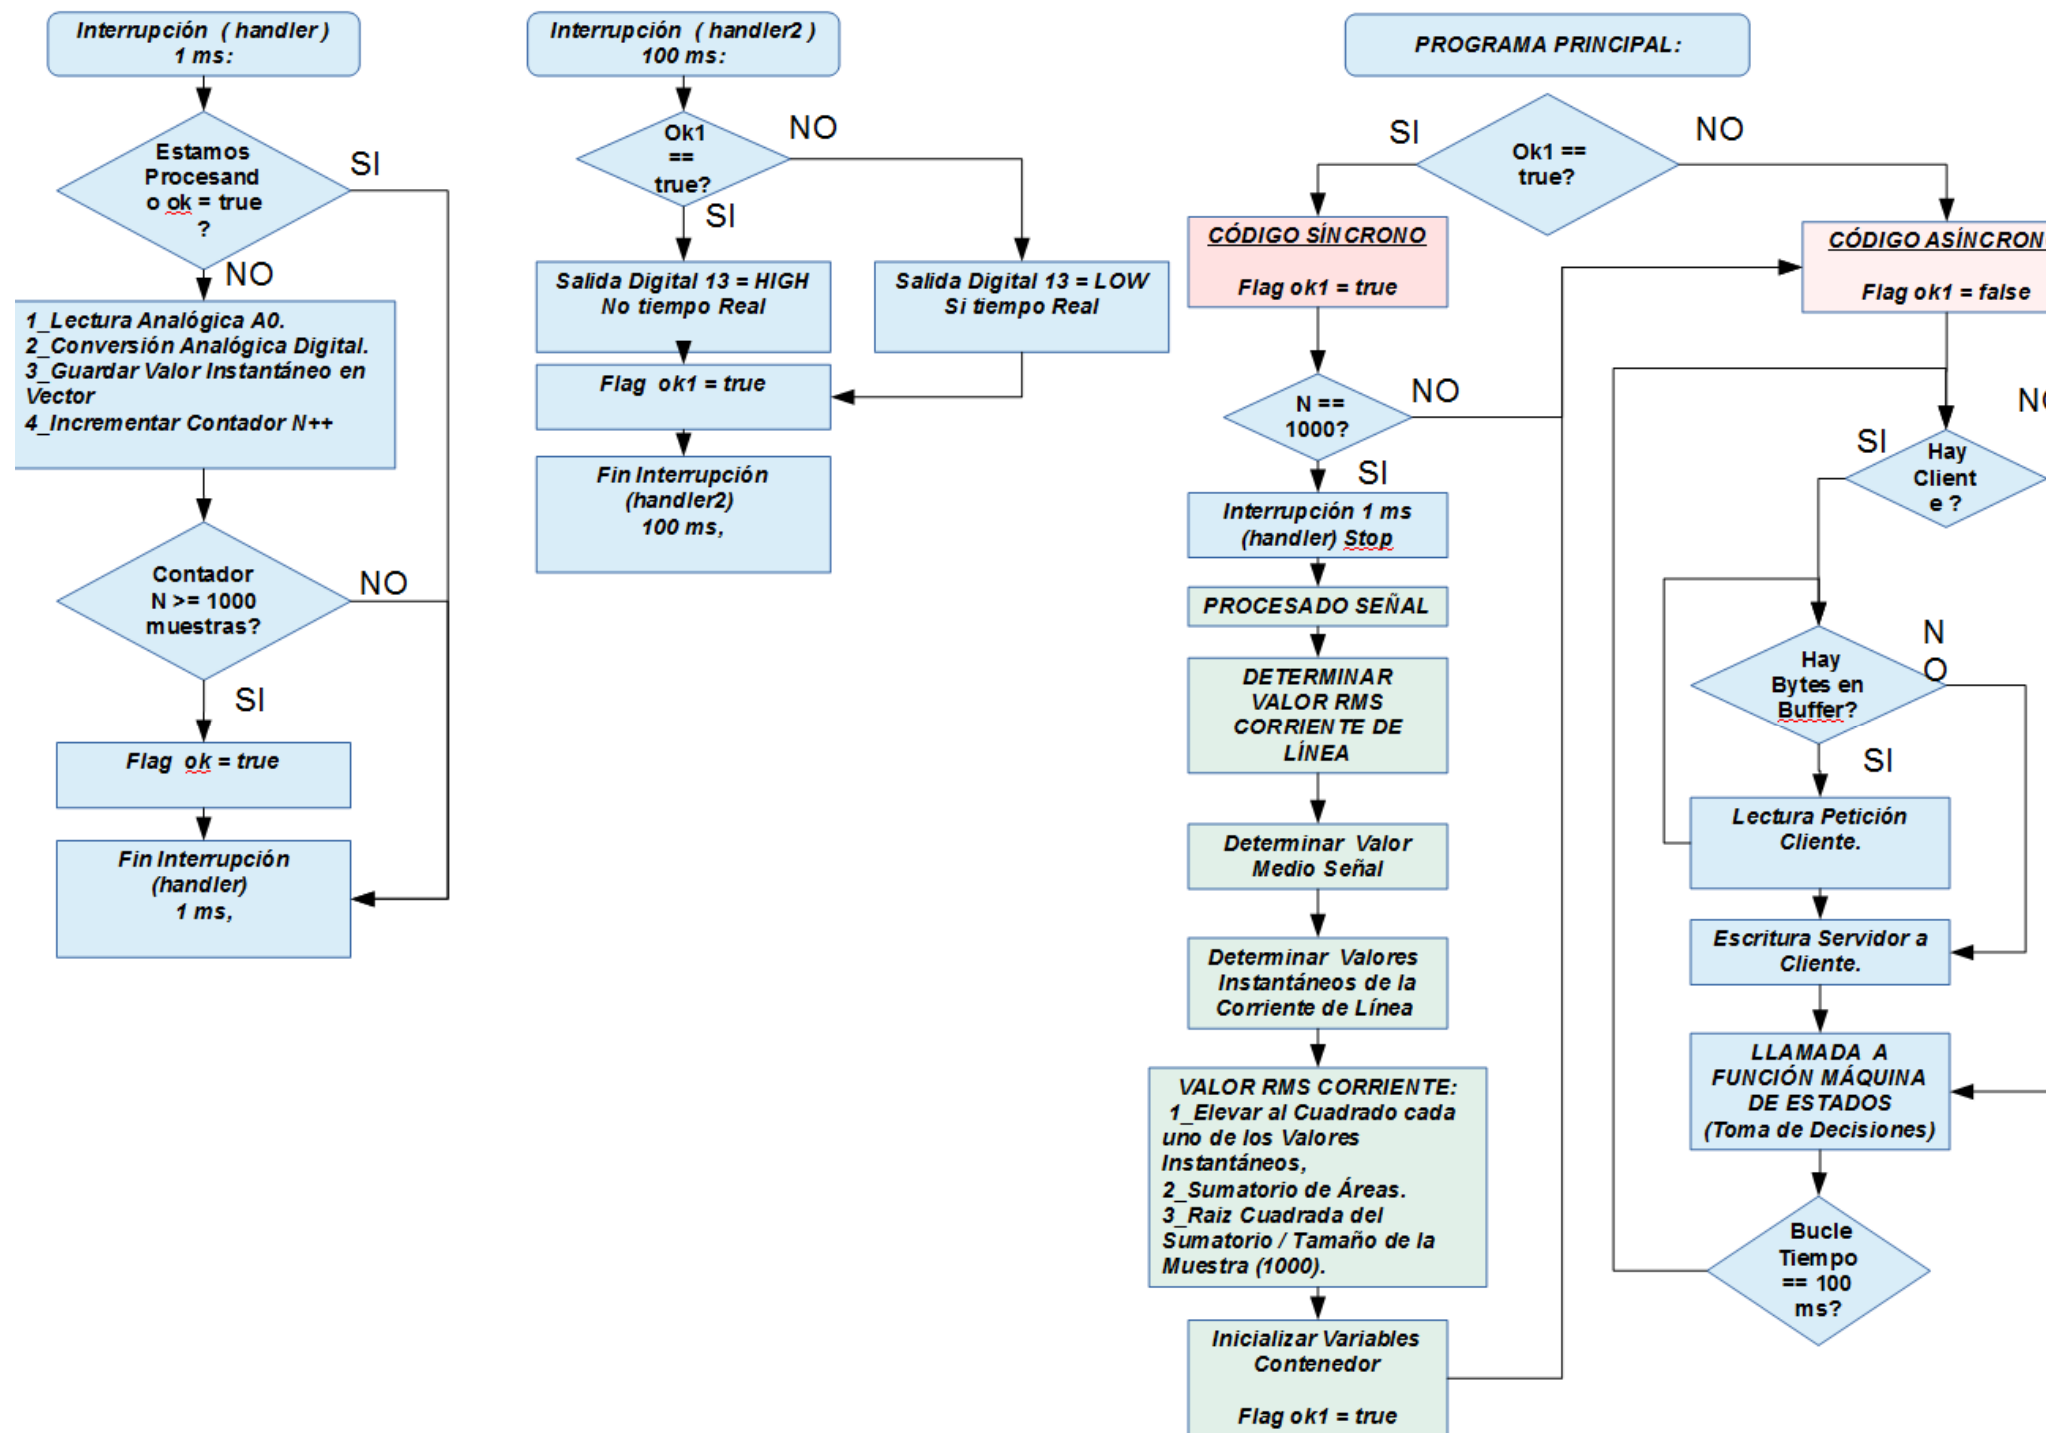 Interrupción ( handler )
1 ms:
Estamos
Procesand
o ok = true
?
SI
NO
1_Lectura Analógica A0.
2_Conversión Analógica Digital.
3_Guardar Valor Instantáneo en
Vector
4_Incrementar Contador N++
Contador
N >= 1000
muestras?
NO
SI
Flag ok = true
Fin Interrupción
(handler)
1 ms,
Interrupción ( handler2 )
100 ms:
Ok1
==
true?
NO
SI
Salida Digital 13 = HIGH
No tiempo Real
Salida Digital 13 = LOW
Si tiempo Real
Flag ok1 = true
Fin Interrupción
(handler2)
100 ms,
PROGRAMA PRINCIPAL:
Ok1 ==
true?
SI
NO
CÓDIGO SÍNCRONO
Flag ok1 = true
N ==
1000?
NO
SI
Interrupción 1 ms
(handler) Stop
PROCESADO SEÑAL
DETERMINAR
VALOR RMS
CORRIENTE DE
LÍNEA
Determinar Valor
Medio Señal
Determinar Valores
Instantáneos de la
Corriente de Línea
VALOR RMS CORRIENTE:
1_Elevar al Cuadrado cada
uno de los Valores
Instantáneos,
2_Sumatorio de Áreas.
3_Raiz Cuadrada del
Sumatorio / Tamaño de la
Muestra (1000).
Inicializar Variables
Contenedor
Flag ok1 = true
CÓDIGO ASÍNCRONO
Flag ok1 = false
NO
SI
Hay
Client
e ?
Hay
Bytes en
Buffer?
N
O
SI
Lectura Petición
Cliente.
Escritura Servidor a
Cliente.
LLAMADA A
FUNCIÓN MÁQUINA
DE ESTADOS
(Toma de Decisiones)
Bucle
Tiempo
== 100
ms?